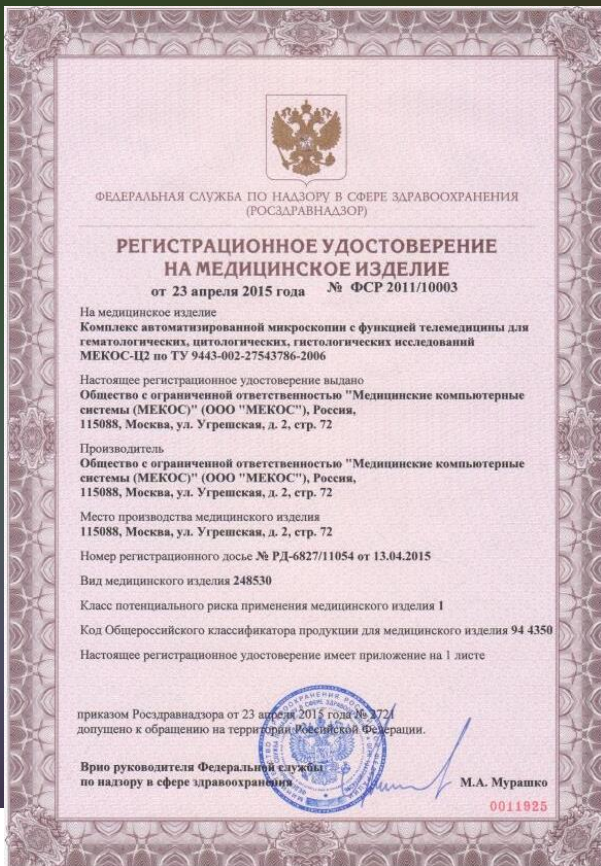 ФЕДЕРАЛЬНАЯ СЛУЖБА ПО НАДЗОРУ В СФЕРЕ ЗДРАВООХРАНЕНИЯ
(РОСЗДРАВНАДЗОР)
РЕГИСТРАЦИОННОЕ УДОСТОВЕРЕНИЕ
НА МЕДИЦИНСКОЕ ИЗДЕЛИЕ
от 23 апреля 2015 года № ФСР 2011/10003
На медицинское изделие
Комплекс автоматизированной микроскопии с функцией телемедицины для
гематологических, цитологических, гистологических исследований
МЕКОС-Ц2 по ТУ 9443-002-27543786-2006
Настоящее регистрационное удостоверение выдано
Общество с ограниченной ответственностью "Медицинские компьютерные
системы (МЕКОС)" (ООО "МЕКОС"), Россия,
115088, Москва, ул. Угрешская, д. 2, стр. 72
Производитель
Общество с ограниченной ответственностью "Медицинские компьютерные
системы (МЕКОС)" (ООО "МЕКОС"), Россия,
115088, Москва, ул. Угрешская, д. 2, стр. 72
Место производства медицинского изделия
115088, Москва, ул. Угрешская, д. 2, стр. 72
Номер регистрационного досье № РД-6827/11054 от 13.04.2015
Вид медицинского изделия 248530
Класс потенциального риска применения медицинского изделия 1
Код Общероссийского классификатора продукции для медицинского изделия 94 4350
Настоящее регистрационное удостоверение имеет приложение на 1 листе
приказом Росздравнадзора от 23 апреля 2015 года № 2721
допущено к обращению на территории Российской Федерации.
Врио руководителя Федеральной службы
по надзору в сфере здравоохранения М.А. Мурашко
0011925